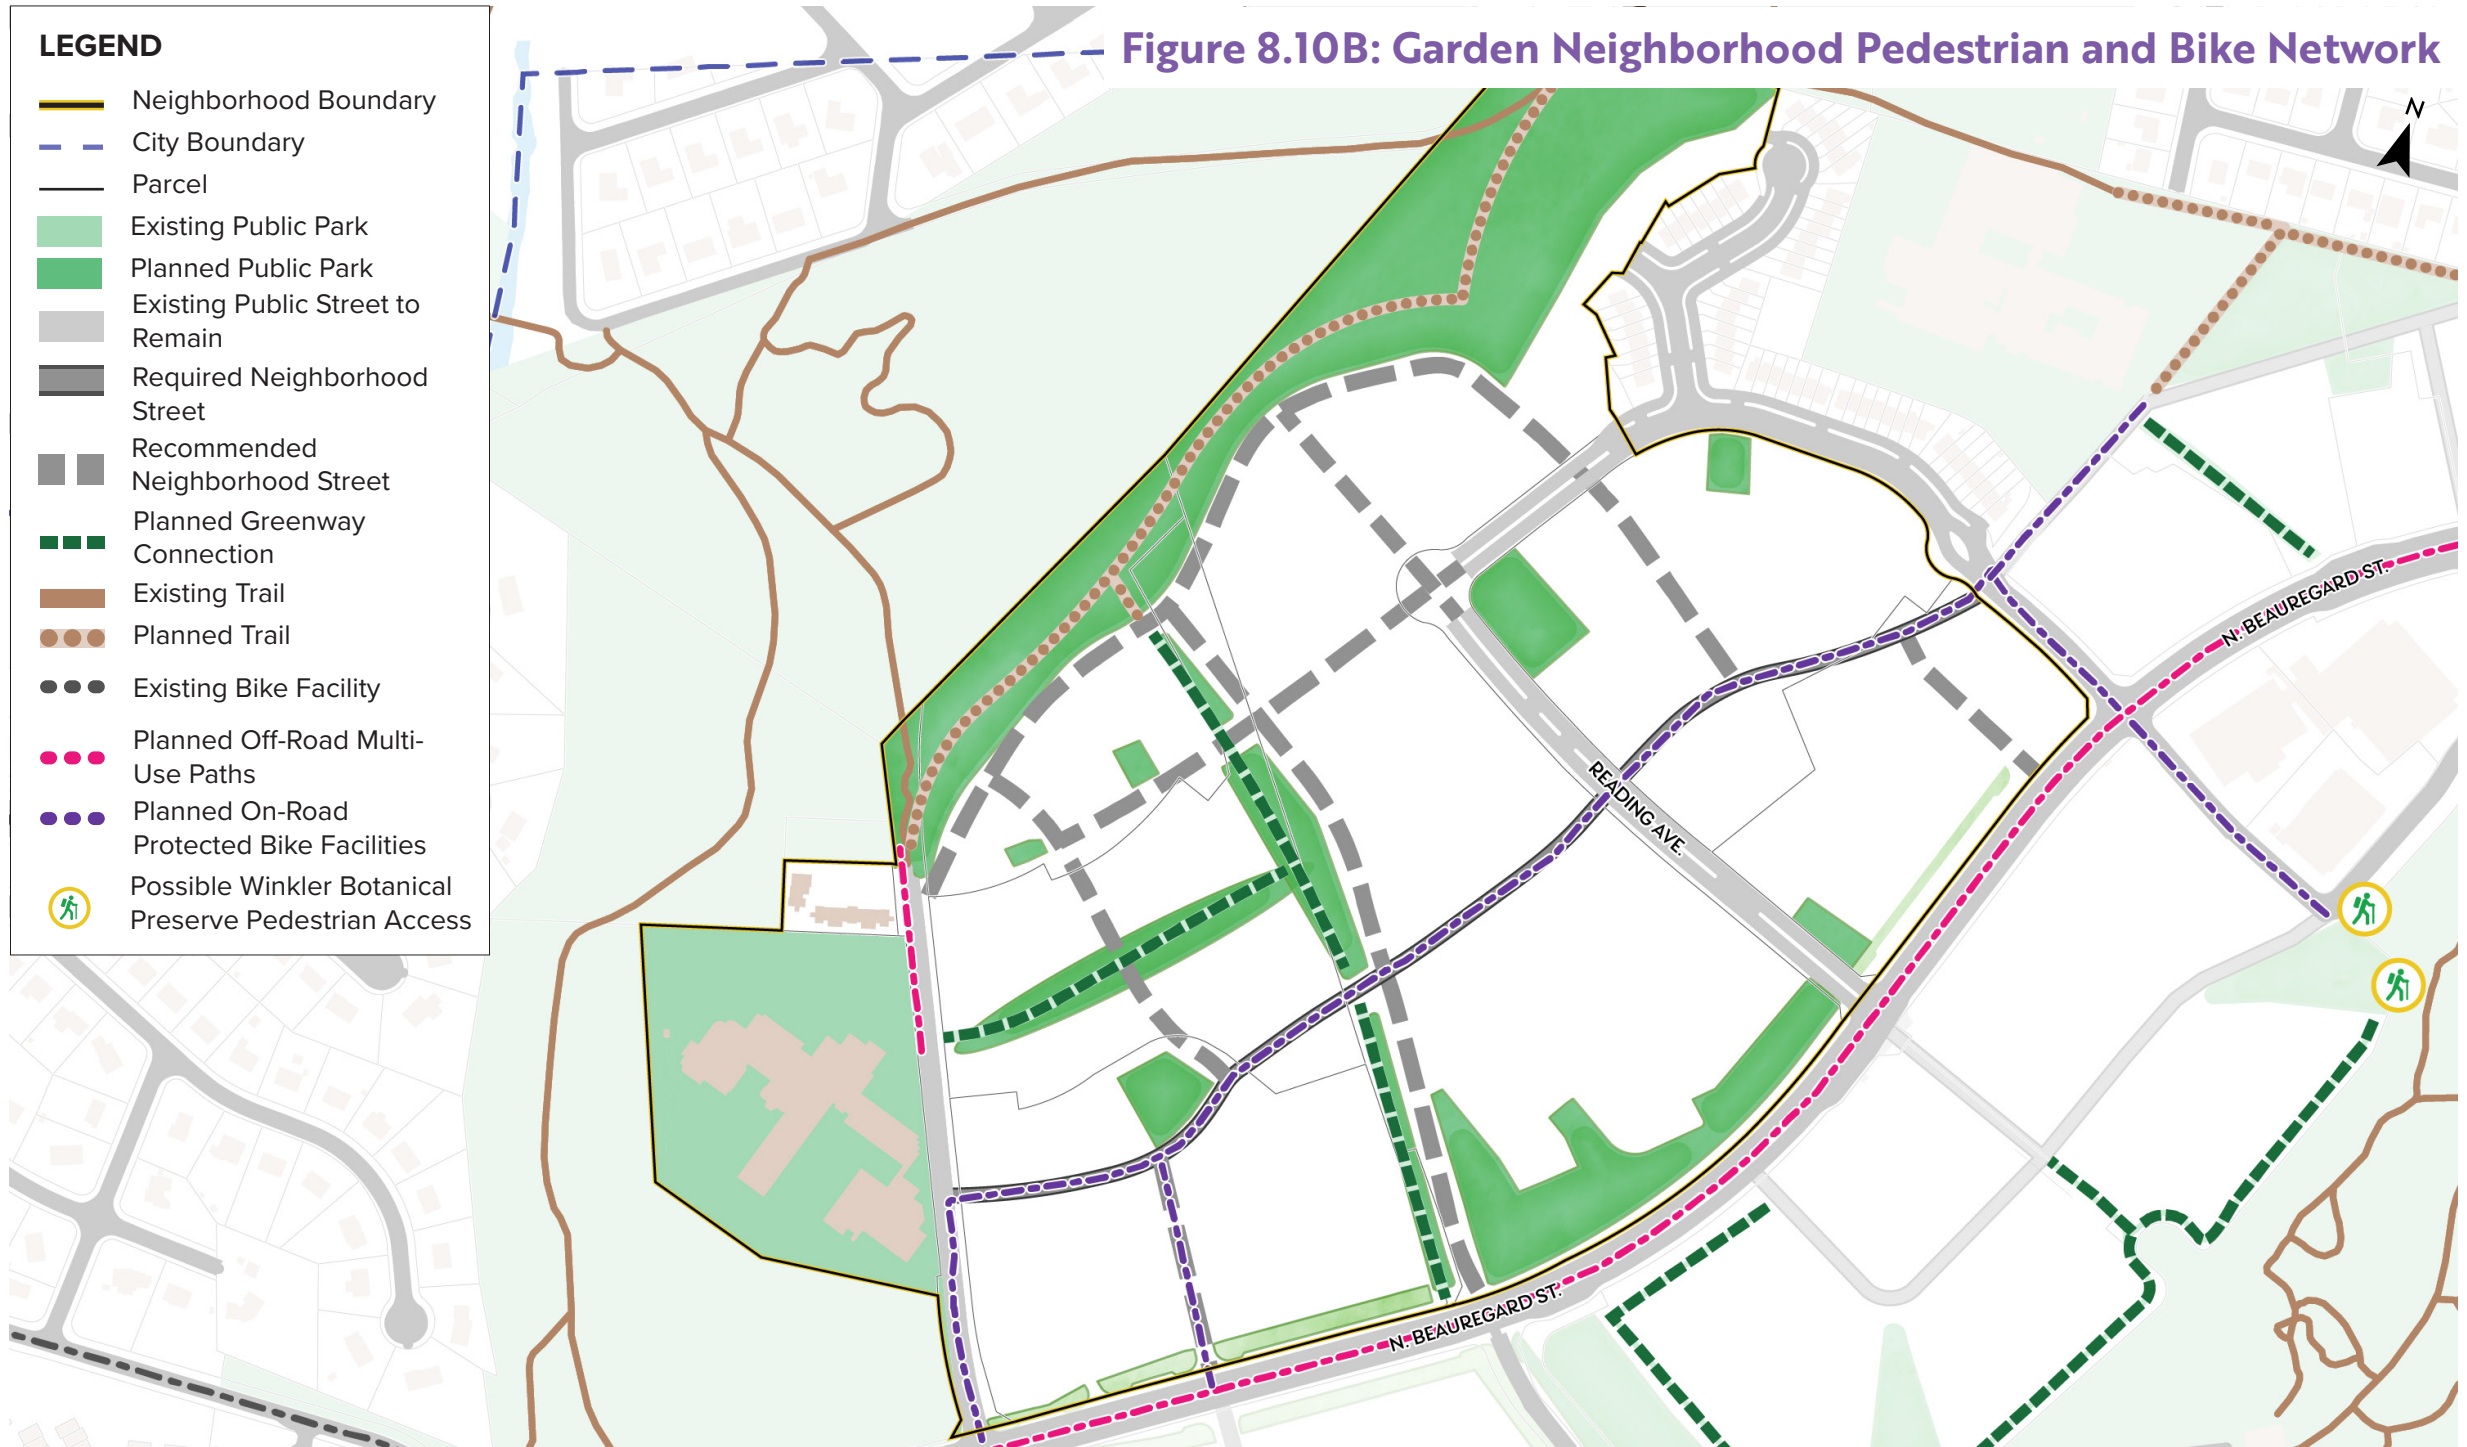 Figure 8.10B: Garden Neighborhood Pedestrian and Bike Network
LEGEND
Neighborhood Boundary
City Boundary
Parcel
Existing Public Park
Planned Public Park
Existing Public Street to
Remain
Required Neighborhood
Street
Recommended
Neighborhood Street
Planned Greenway
Connection
Existing Trail
Planned Trail
Existing Bike Facility
Planned Off-Road Multi-
Use Paths
Planned On-Road
Protected Bike Facilities
Possible Winkler Botanical
Preserve Pedestrian Access
N
N. BEAUREGARD ST.
READING AVE.
N. BEAUREGARD ST.